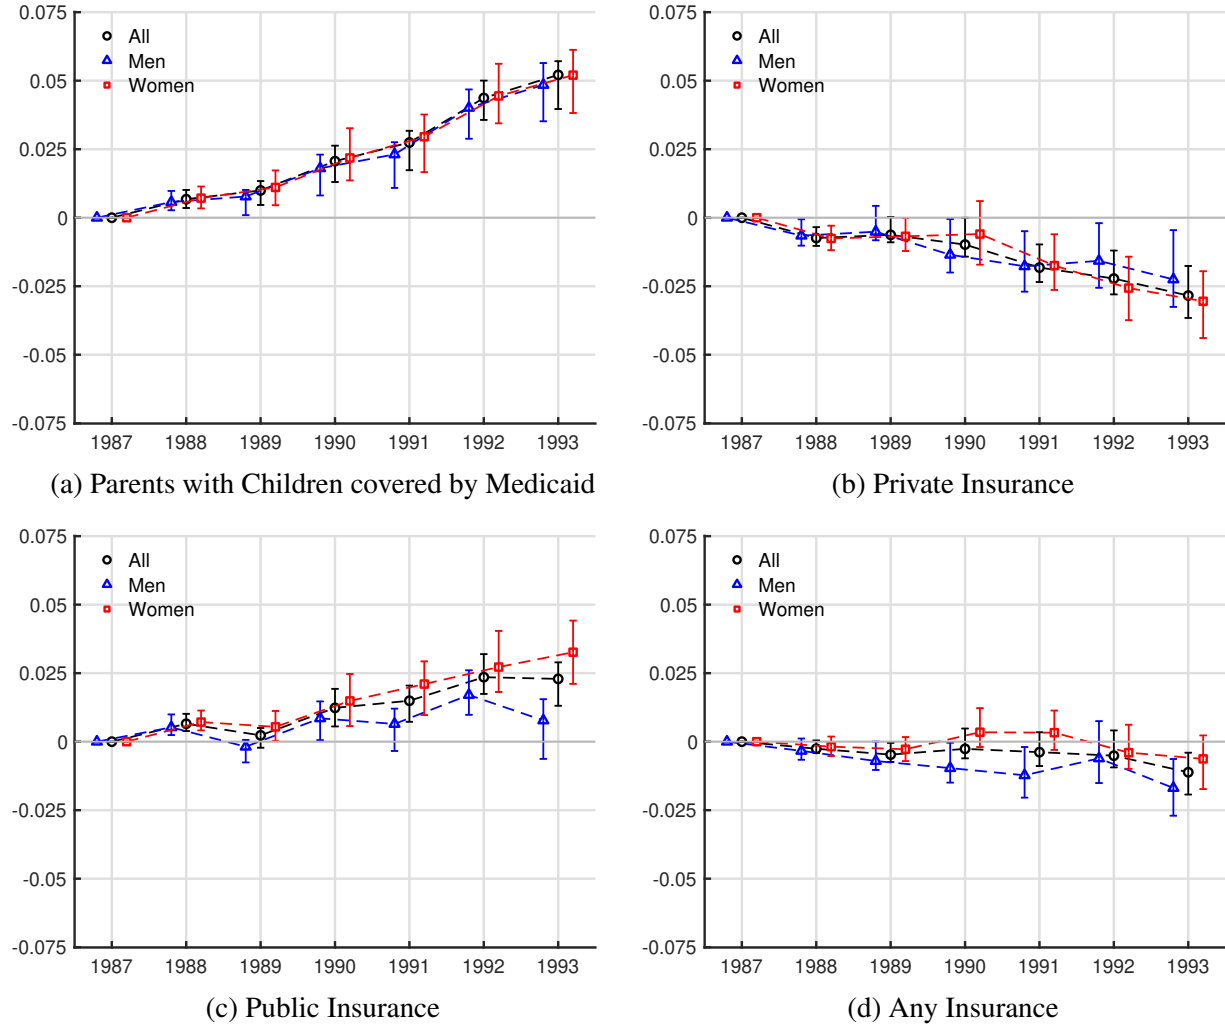 0.075
0.05
0.025
0
-0.025
-0.05
-0.075
All
Men
Women
1987 1988 1989 1990 1991 1992 1993
(a) Parents with Children covered by Medicaid
0.075
0.05
0.025
0
-0.025
-0.05
-0.075
All
Men
Women
1987 1988 1989 1990 1991 1992 1993
(b) Private Insurance
0.075
0.05
0.025
0
-0.025
-0.05
-0.075
All
Men
Women
1987 1988 1989 1990 1991 1992 1993
(c) Public Insurance
0.075
0.05
0.025
0
-0.025
-0.05
-0.075
All
Men
Women
1987 1988 1989 1990 1991 1992 1993
(d) Any Insurance